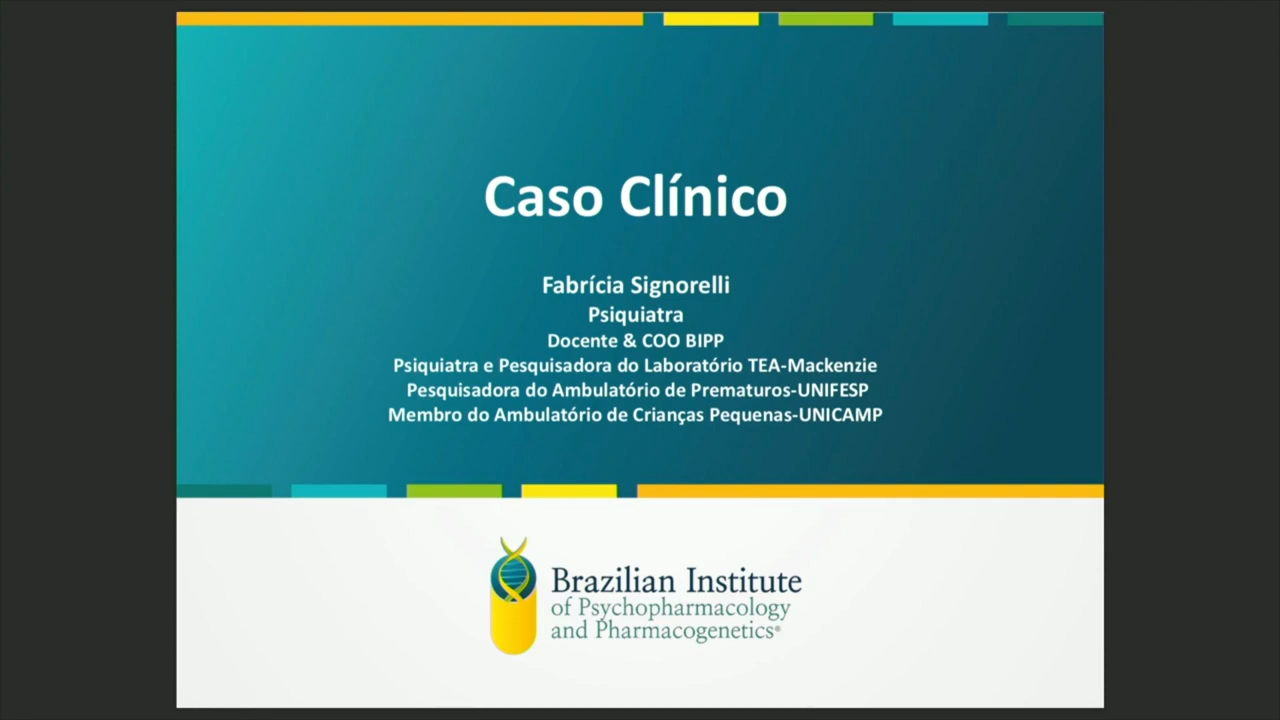 Caso Clínico
Fabrícia Signorelli
Psiquiatra
Docente & COO BIPP
Psiquiatra e Pesquisadora do Laboratório TEA-Mackenzie
Pesquisadora do Ambulatório de Prematuros-UNIFESP
Membro do Ambulatório de Crianças Pequenas-UNICAMP
Brazilian Institute
of Psychopharmacology
and Pharmacogenetics®